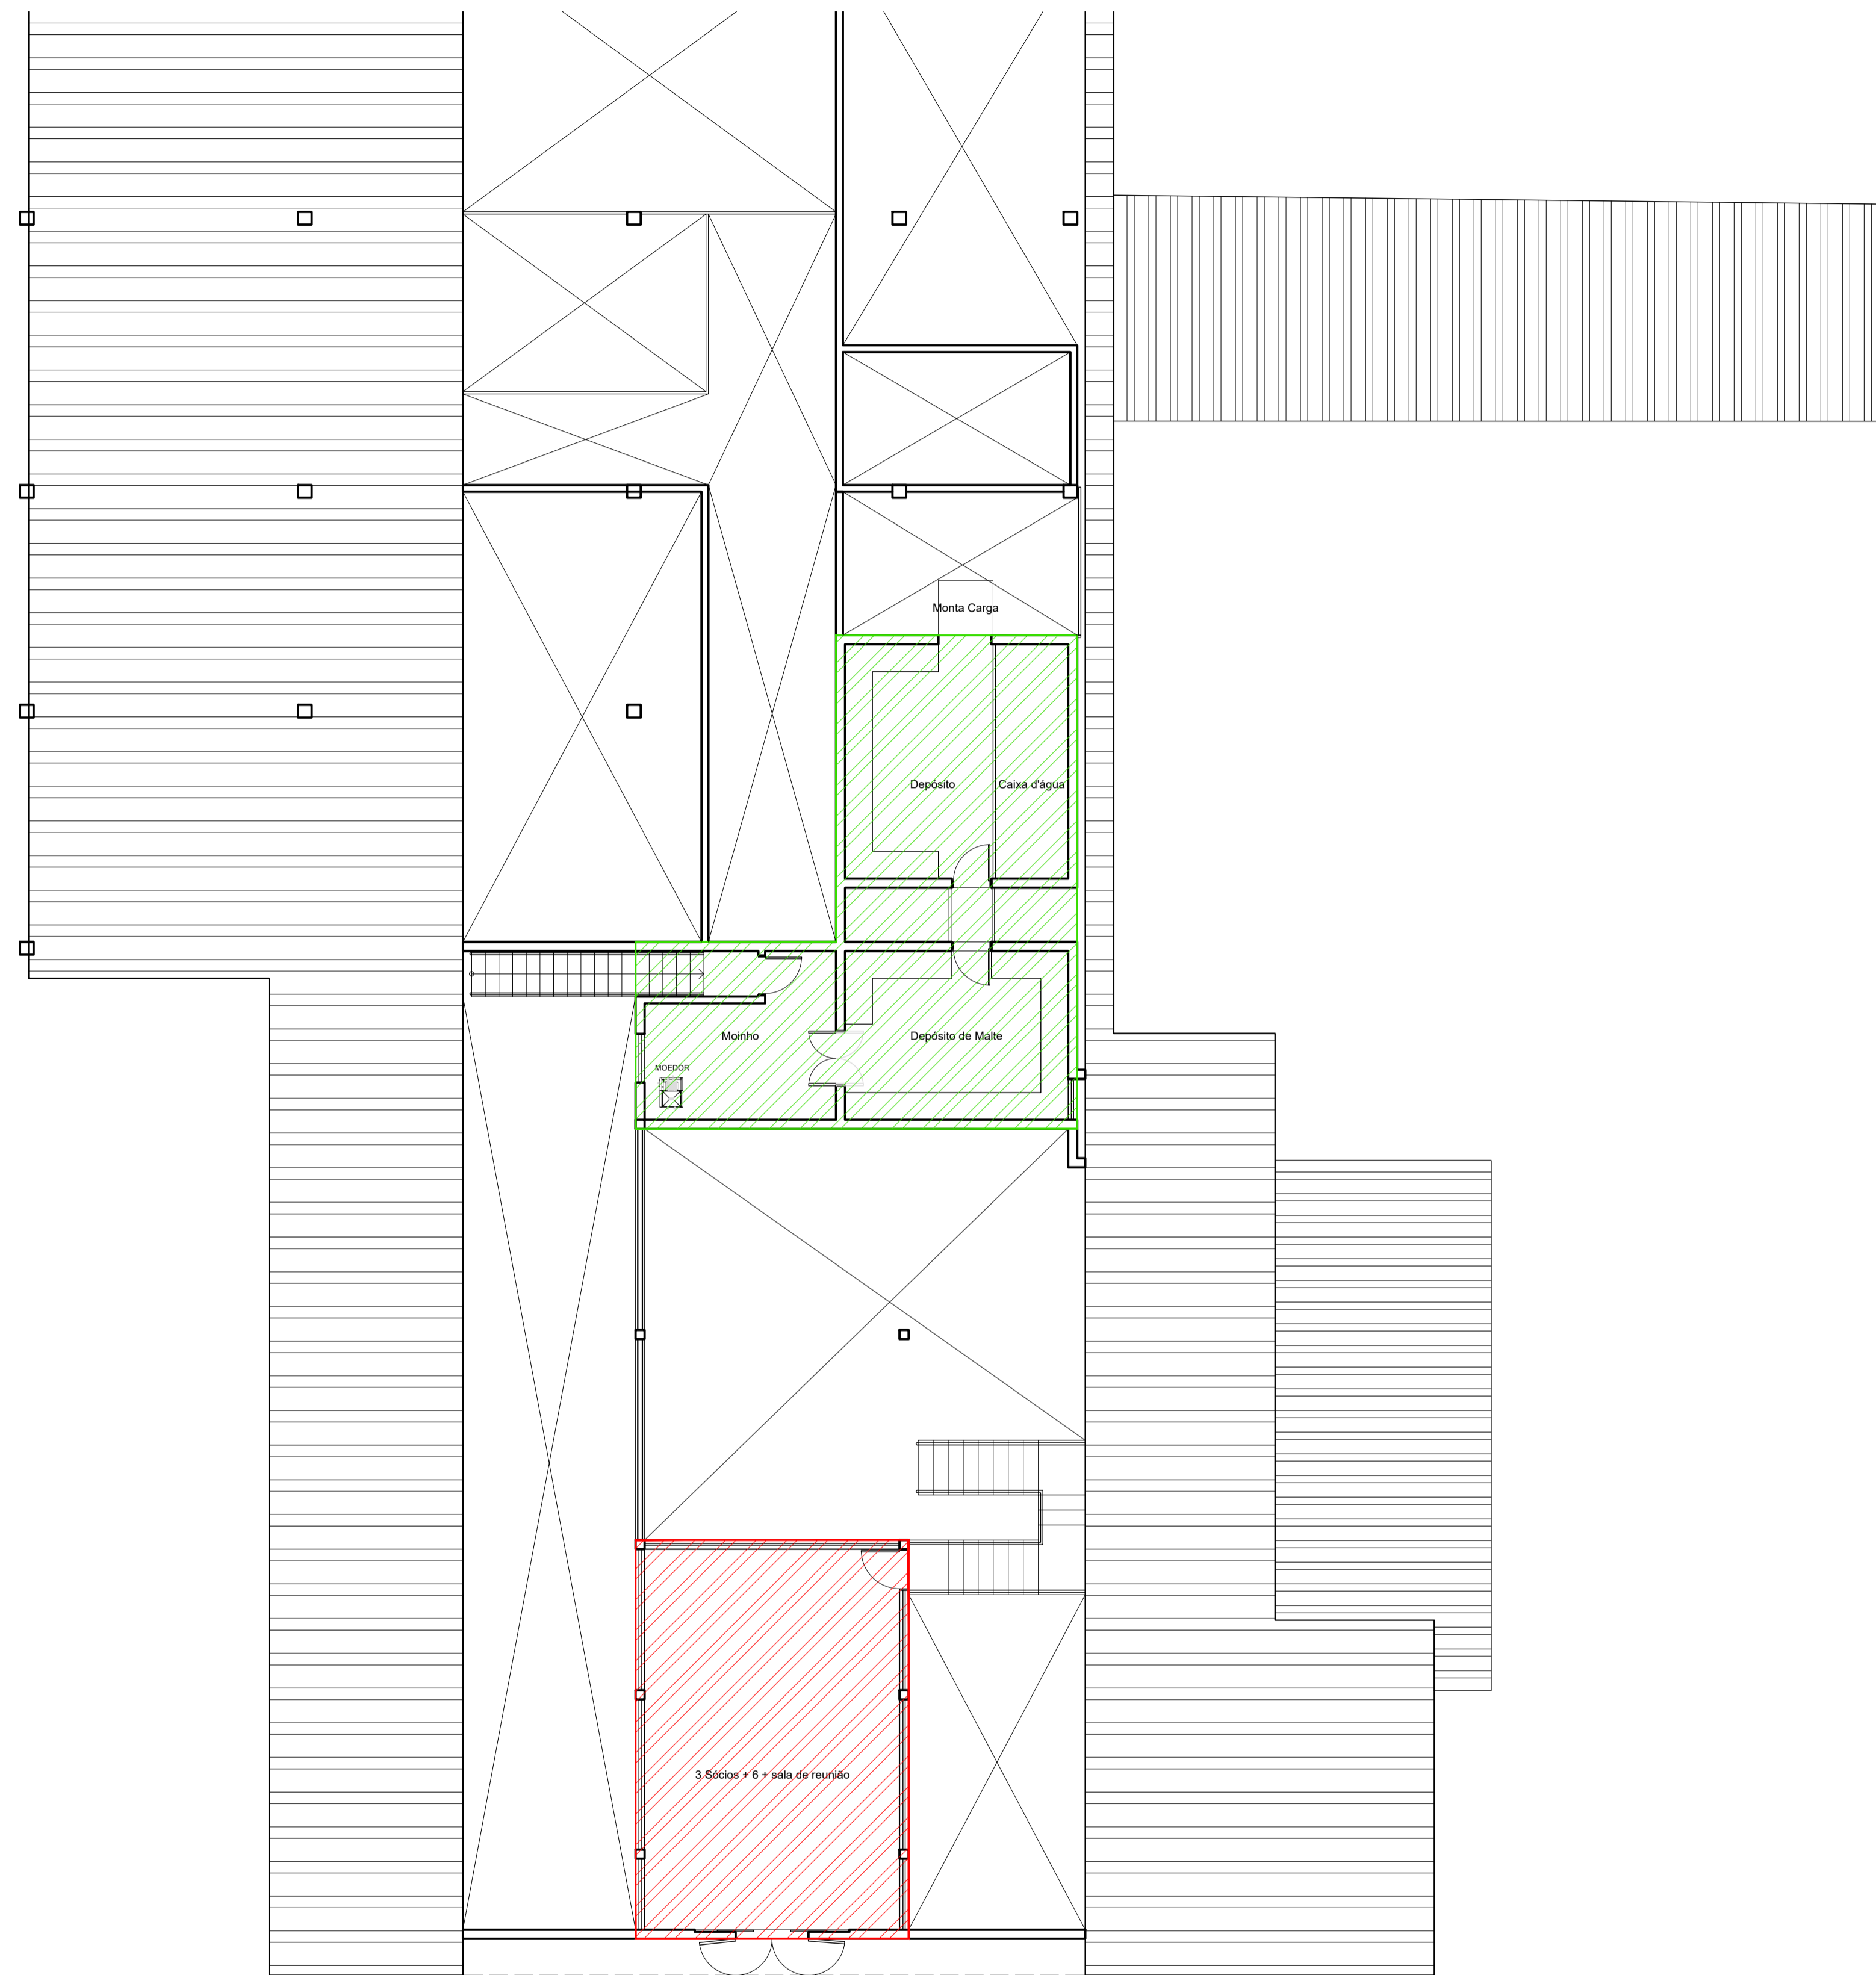 Monta Carga
Depósito
Caixa d'água
Moinho
Depósito de Malte
MOEDOR
3 Sócios + 6 + sala de reunião